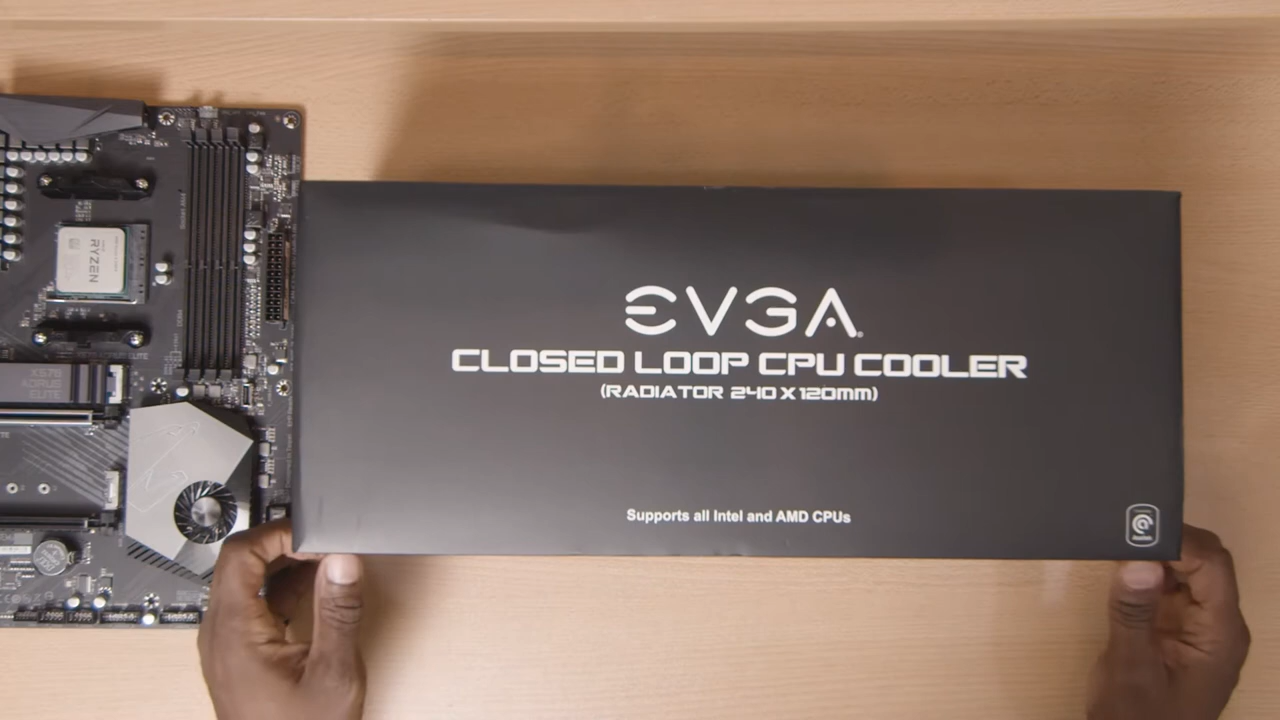 EVGA
CLOSED LOOP CPU COOLER
(RADIATOR 240 X 120mm)
Supports all Intel and AMD CPUs
RYZEN
X570
AORUS
ELITE